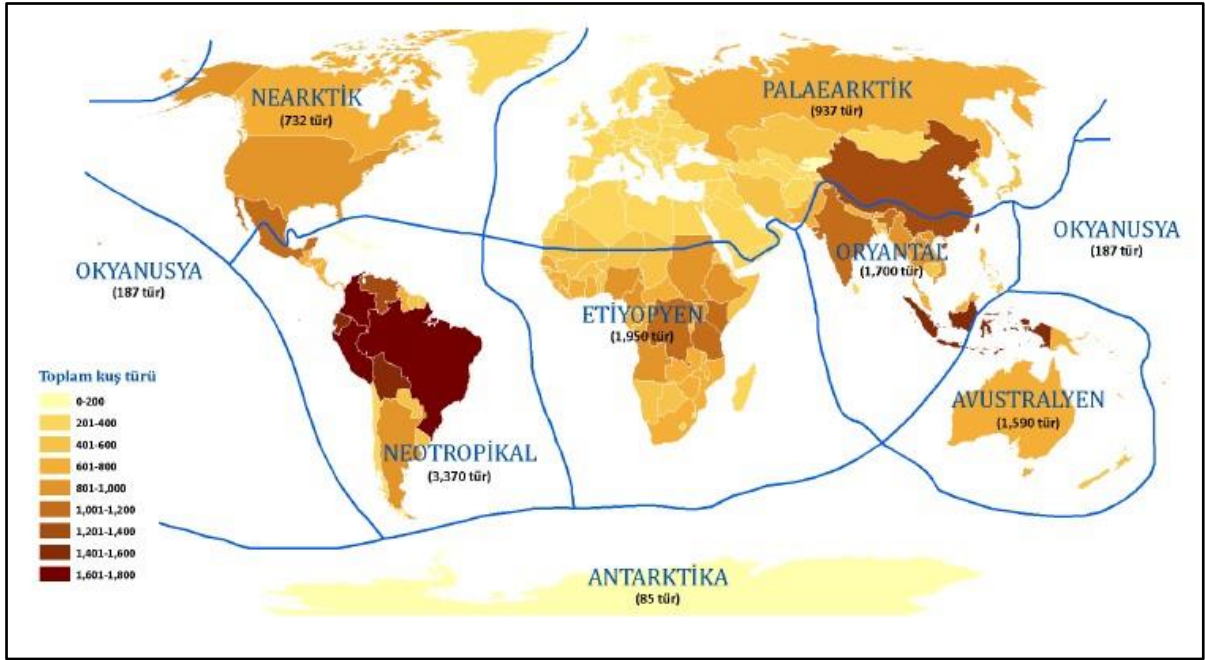 NEARKTİK
(732 tür)
PALAEARKTİK
(937 tür)
OKYANUSYA
(187 tür)
OKYANUSYA
(187 tür)
ORYANTAL
(1,700 tür)
ETİYOPYEN
(1,950 tür)
AVUSTRALYEN
(1,590 tür)
NEOTROPİKAL
(3,370 tür)
ANTARKTİKA
(85 tür)
Toplam kuş türü
0-200
201-400
401-600
601-800
801-1,000
1,001-1,200
1,201-1,400
1,401-1,600
1,601-1,800